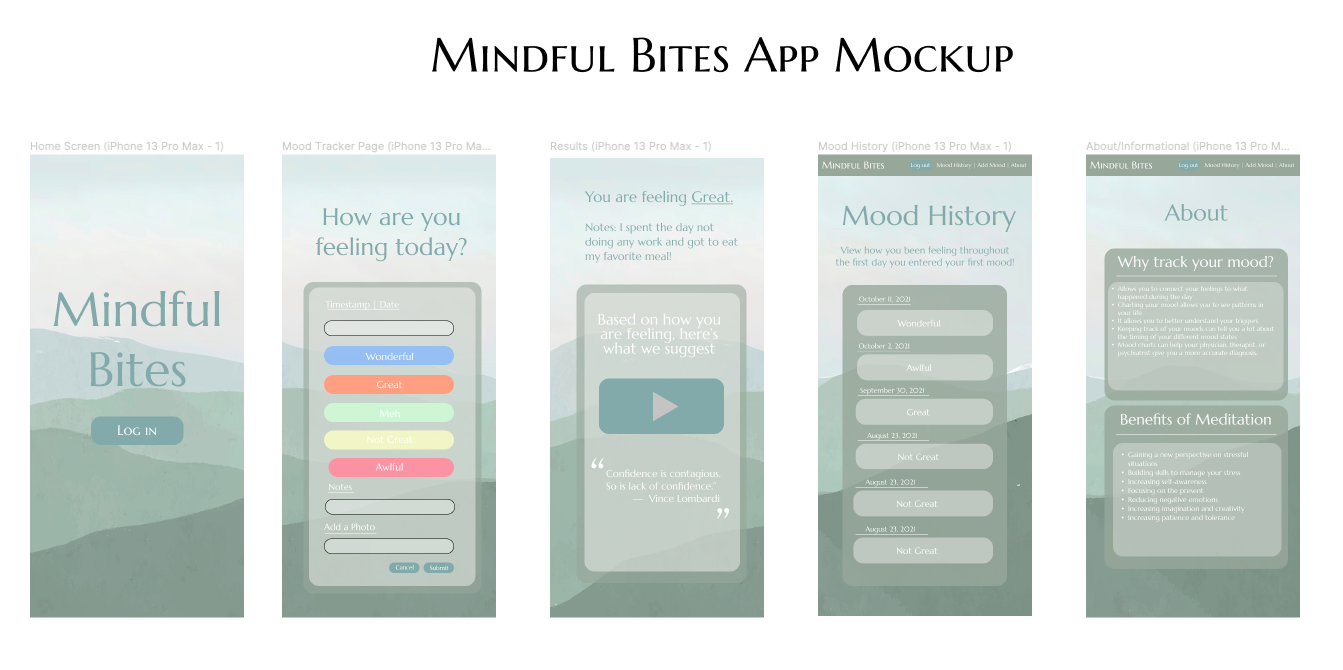 Mindful Bites App Mockup
Home Screen (iPhone 13 Pro Max - 1)
Mindful
Bites
Log in
Mood Tracker Page (iPhone 13 Pro Ma...
How are you
feeling today?
Timestamp | Date
Wonderful
Great
Meh
Not Great
Awlful
Notes
Add a Photo
Cancel
Submit
Results (iPhone 13 Pro Max - 1)
You are feeling Great.
Notes: I spent the day not
doing any work and got to eat
my favorite meal!
Based on how you
are feeling, here's
what we suggest
“
Confidence is contagious
So is lack of confidence."
— Vince Lombardi
”
Mood History (iPhone 13 Pro Max - 1)
Mindful Bites Log out Mood History | Add Mood | About
Mood History
View how you been feeling throughout
the first day you entered your first mood!
October 11, 2021
Wonderful
October 2, 2021
Awlful
September 30, 2021
Great
August 23, 2021
Not Great
August 23, 2021
Not Great
August 23, 2021
Not Great
About/Informational (iPhone 13 Pro M...
Mindful Bites Log out Mood History | Add Mood | About
About
Why track your mood?
• Allows you to connect your feelings to what
happened during the day
• Charting your mood allows you to see patterns in
your life
• It allows you to better understand your triggers
• Keeping track of your moods can tell you a lot about
the timing of your different mood states
• Mood charts can help your physician, therapist, or
psychiatrist give you a more accurate diagnosis.
Benefits of Meditation
• Gaining a new perspective on stressful
situations
• Building skills to manage your stress
• Increasing self-awareness
• Focusing on the present
• Reducing negative emotions
• Increasing imagination and creativity
• Increasing patience and tolerance